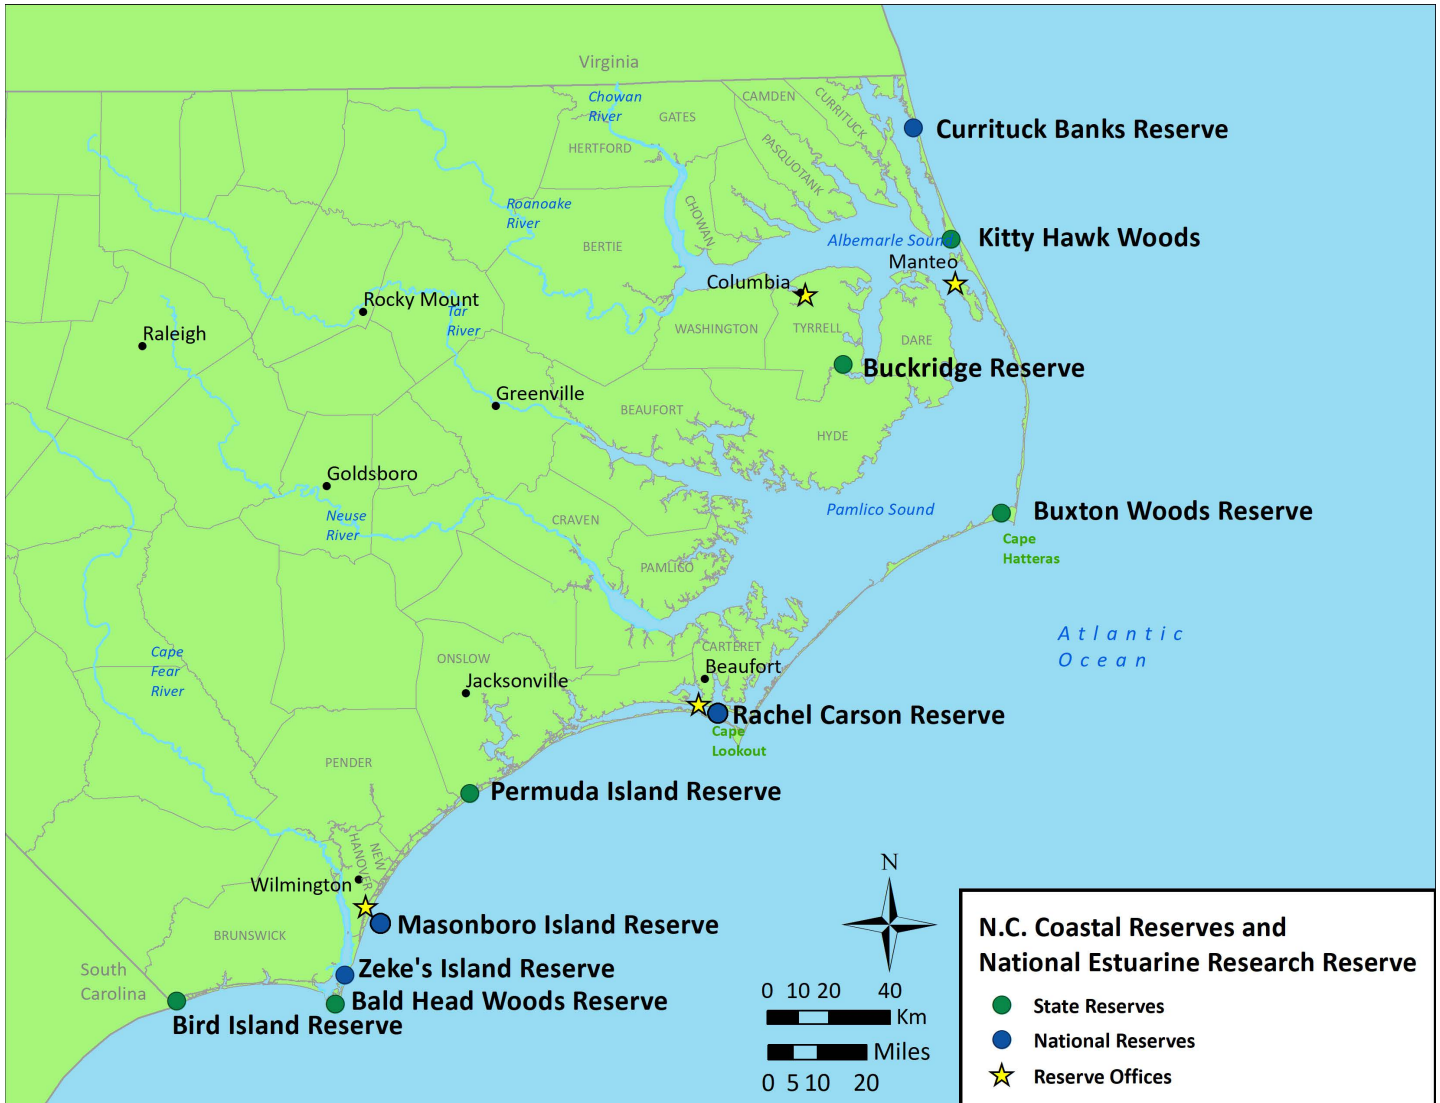 Virginia
Chowan
River
GATES
CAMDEN
CURRITUCK
HERTFORD
PASQUOTANK
Currituck Banks Reserve
Roanoake
River
CHOWAN
BERTIE
Albemarle Sound
Kitty Hawk Woods
Manteo
Columbia
Rocky Mount
Tar
River
Raleigh
WASHINGTON
TYRRELL
DARE
Buckridge Reserve
Greenville
BEAUFORT
HYDE
Goldsboro
Neuse
River
CRAVEN
Pamlico Sound
Buxton Woods Reserve
Cape
Hatteras
PAMLICO
Atlantic
Ocean
Cape
Fear
River
ONSLOW
CARTERET
Beaufort
Jacksonville
Rachel Carson Reserve
Cape
Lookout
PENDER
Permuda Island Reserve
NEW
HANOVER
Wilmington
Masonboro Island Reserve
BRUNSWICK
Zeke's Island Reserve
South
Carolina
Bald Head Woods Reserve
Bird Island Reserve
N
0 10 20 40
Km
Miles
0 5 10 20
N.C. Coastal Reserves and
National Estuarine Research Reserve
State Reserves
National Reserves
Reserve Offices